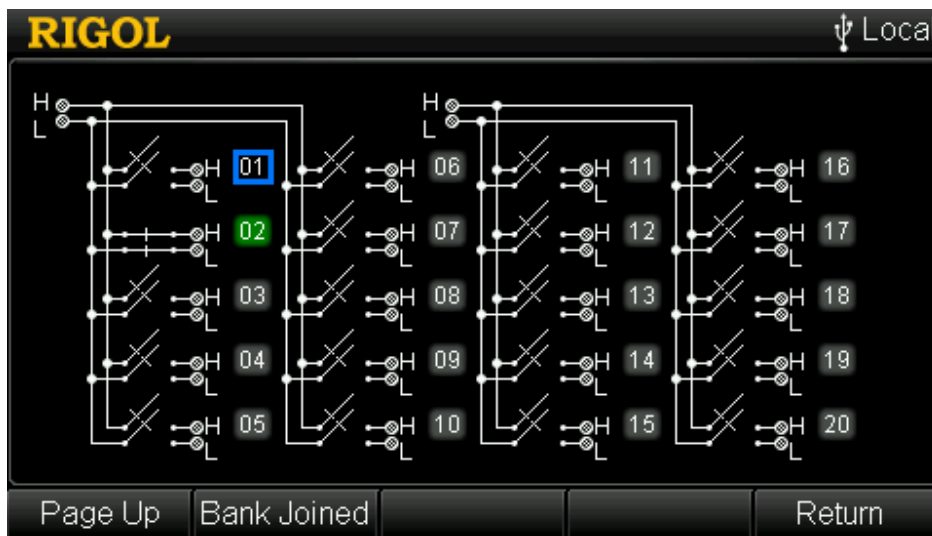 RIGOL Loca
H H
L L
H 01 H 06 H 11 H 16
L L L L
H 02 H 07 H 12 H 17
L L L L
H 03 H 08 H 13 H 18
L L L L
H 04 H 09 H 14 H 19
L L L L
H 05 H 10 H 15 H 20
L L L L
Page Up Bank Joined Return